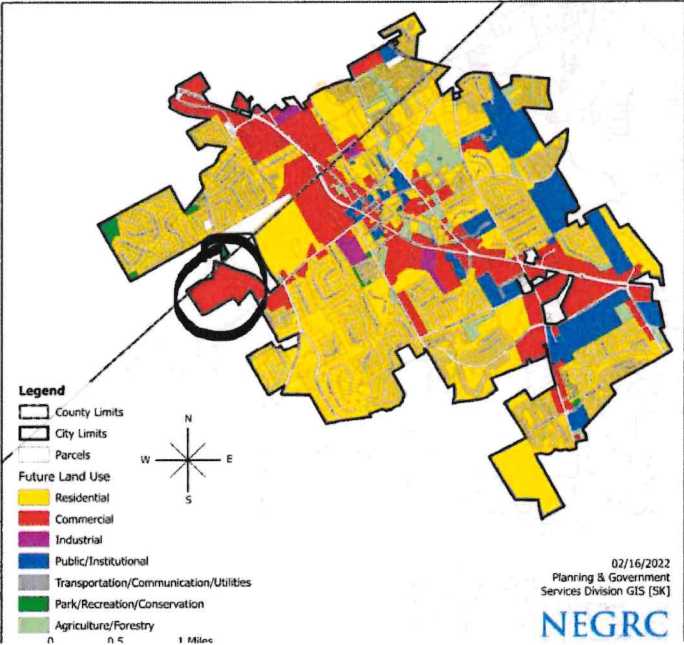 Legend
County Limits
City Limits
Parcels
Future Land Use
Residential
Commercial
Industrial
Public/Institutional
Transportation/Communication/Utilities
Park/Recreation/Conservation
Agriculture/Forestry
0 0.5 1 Miles
N
W E
S
02/16/2022
Planning & Government
Services Division GIS [SK]
NEGRC